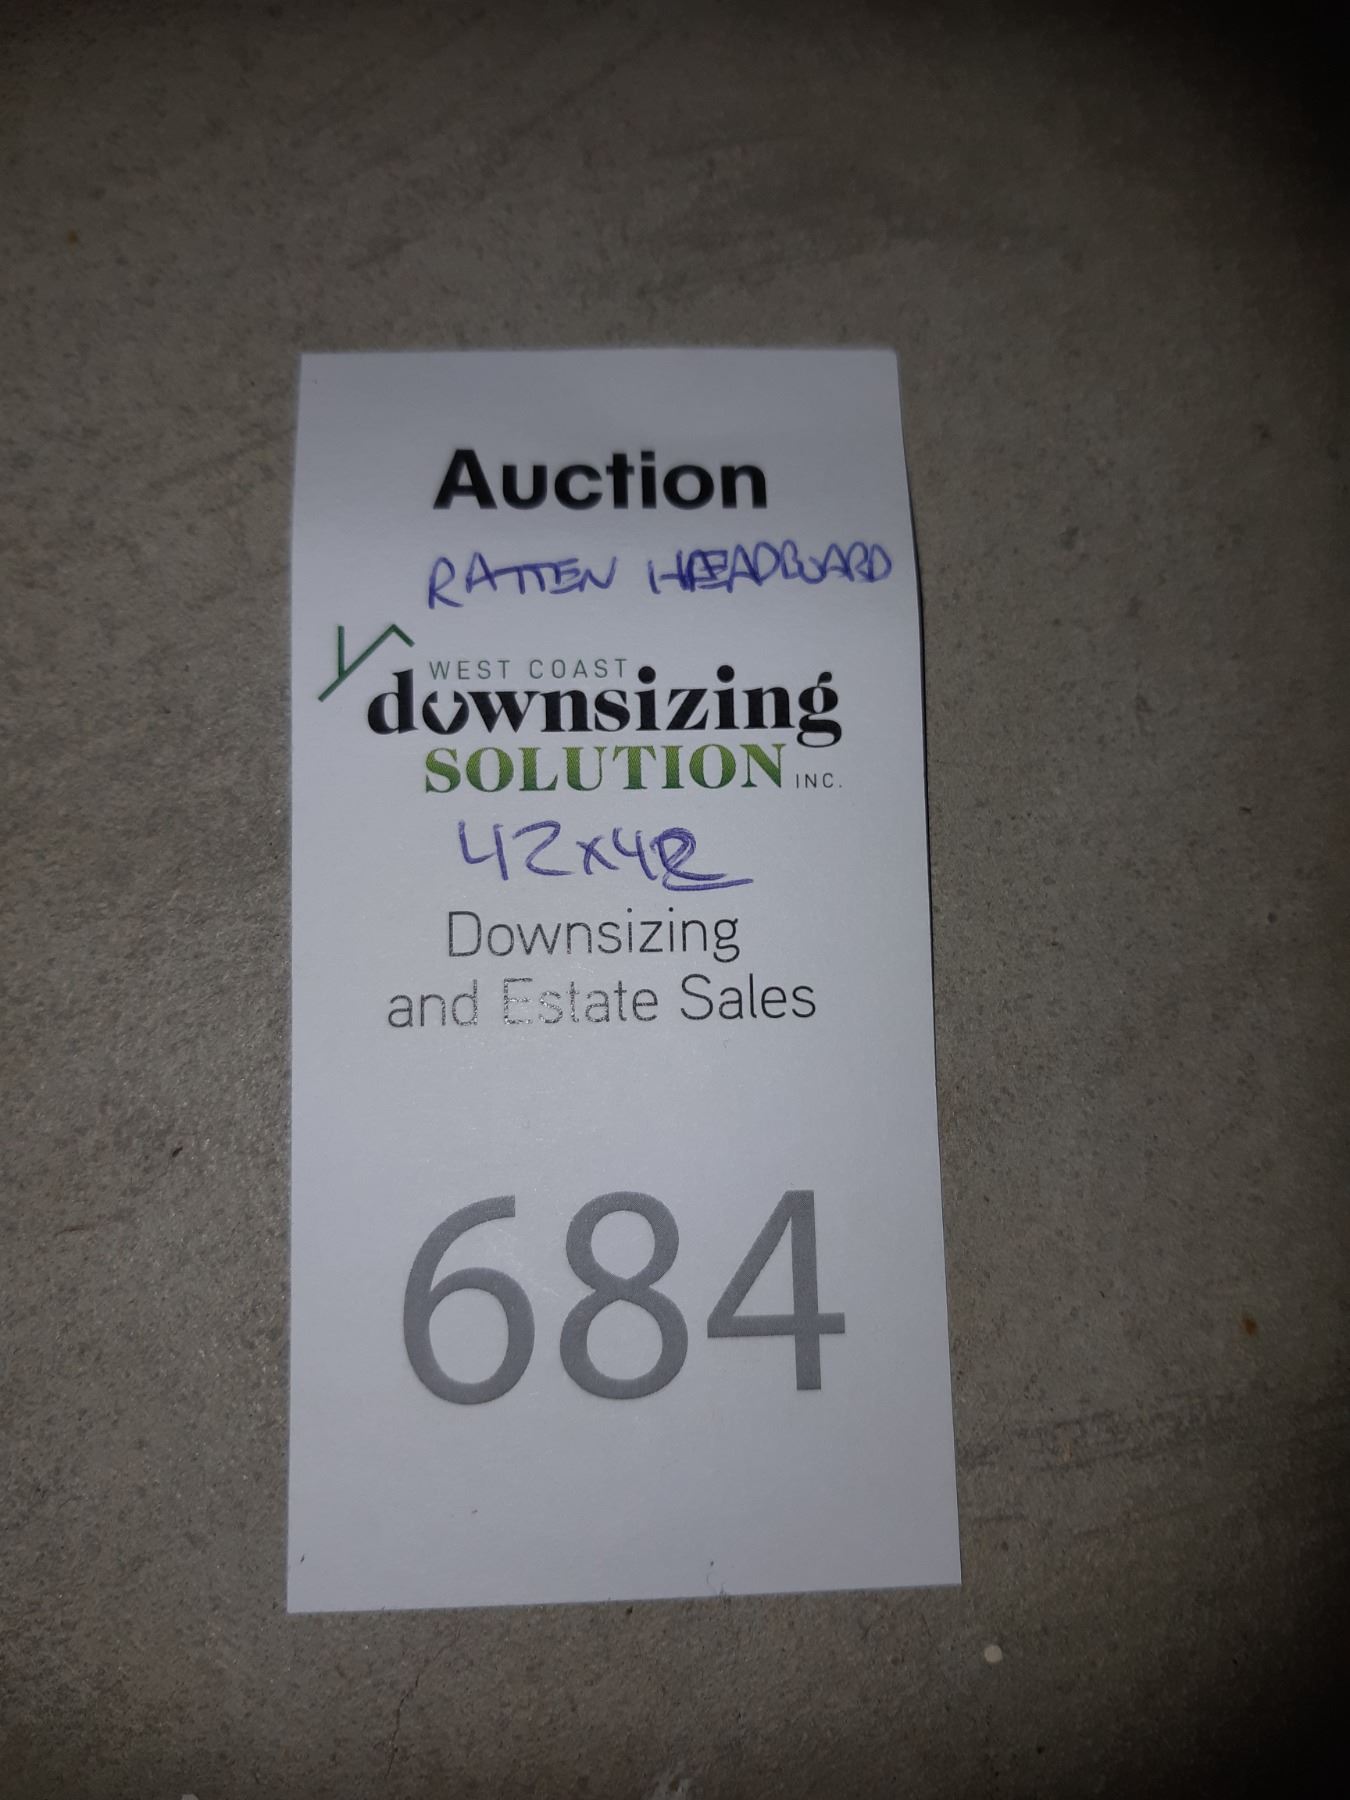 Auction
RATTEN HEADBOARD
WEST COAST
downsizing
SOLUTION INC.
42x42
Downsizing
and Estate Sales
684